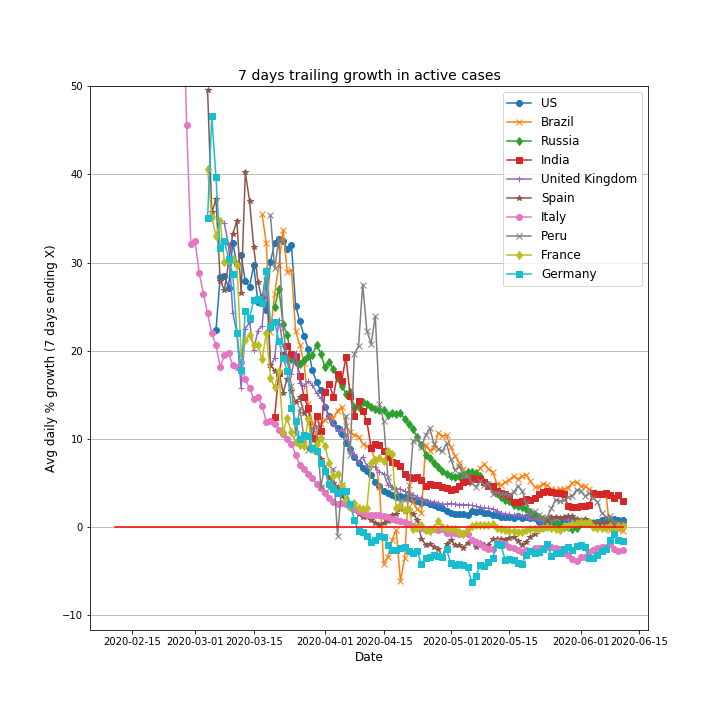 7 days trailing growth in active cases
Avg daily % growth (7 days ending X)
50
40
30
20
10
0
−10
US
Brazil
Russia
India
United Kingdom
Spain
Italy
Peru
France
Germany
2020-02-15 2020-03-01 2020-03-15 2020-04-01 2020-04-15 2020-05-01 2020-05-15 2020-06-01 2020-06-15
Date